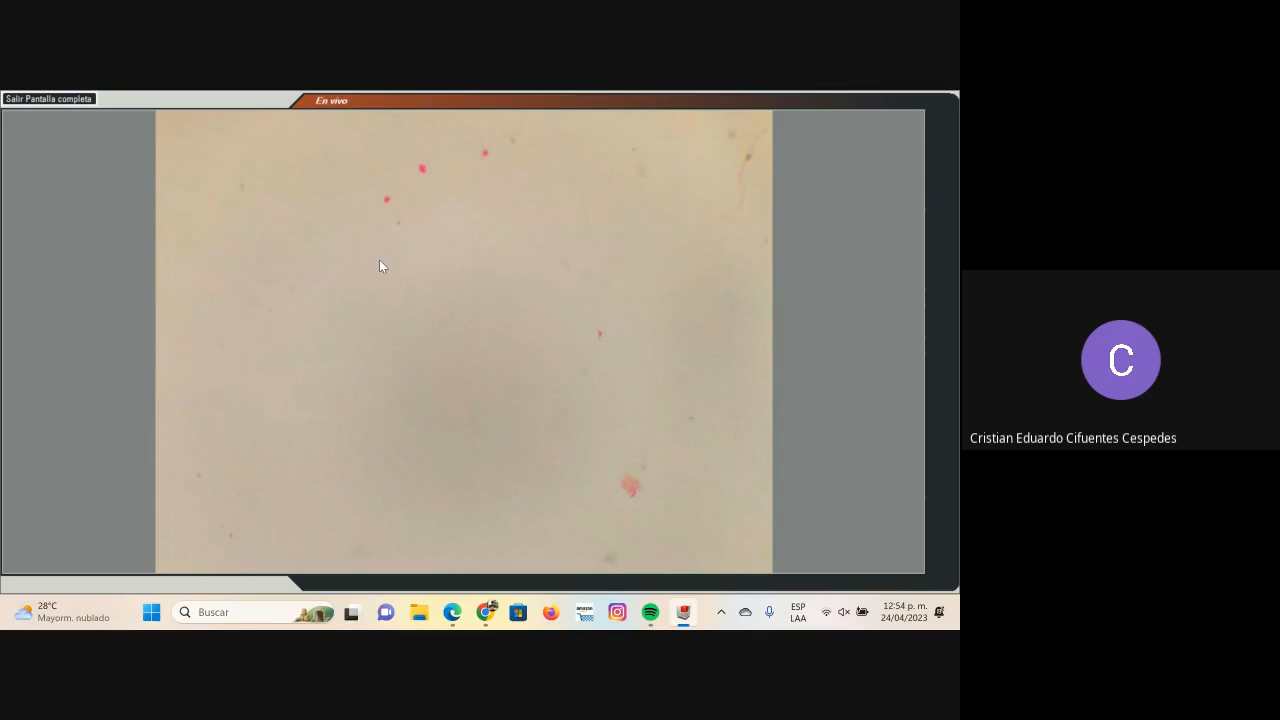 Salir Pantalla completa
En vivo
C
Cristian Eduardo Cifuentes Cespedes
28°C
Mayorm. nublado
Buscar
amazon
ESP
LAA
12:54 p. m.
24/04/2023